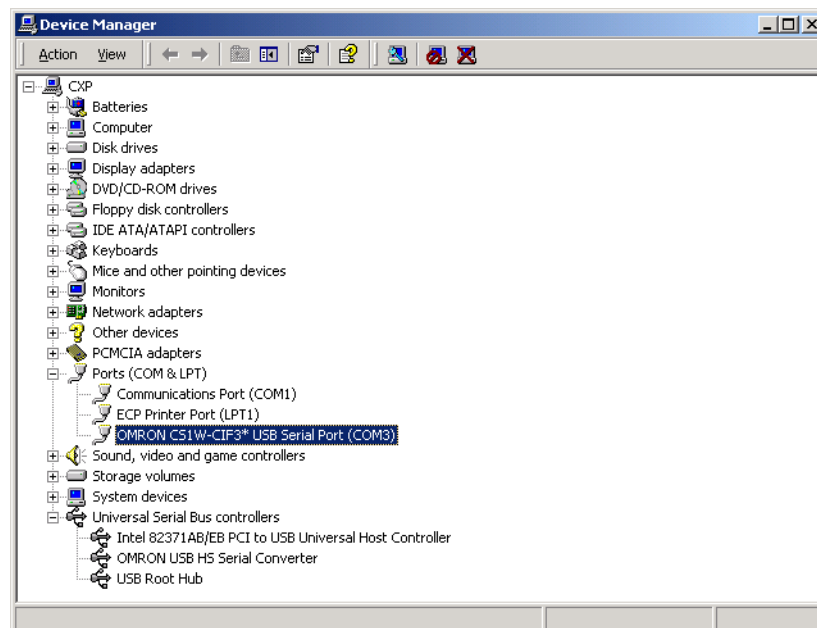 Device Manager
Action View
CXP
Batteries
Computer
Disk drives
Display adapters
DVD/CD-ROM drives
Floppy disk controllers
IDE ATA/ATAPI controllers
Keyboards
Mice and other pointing devices
Monitors
Network adapters
Other devices
PCMCIA adapters
Ports (COM & LPT)
Communications Port (COM1)
ECP Printer Port (LPT1)
OMRON CS1W-CIF3* USB Serial Port (COM3)
Sound, video and game controllers
Storage volumes
System devices
Universal Serial Bus controllers
Intel 82371AB/EB PCI to USB Universal Host Controller
OMRON USB HS Serial Converter
USB Root Hub